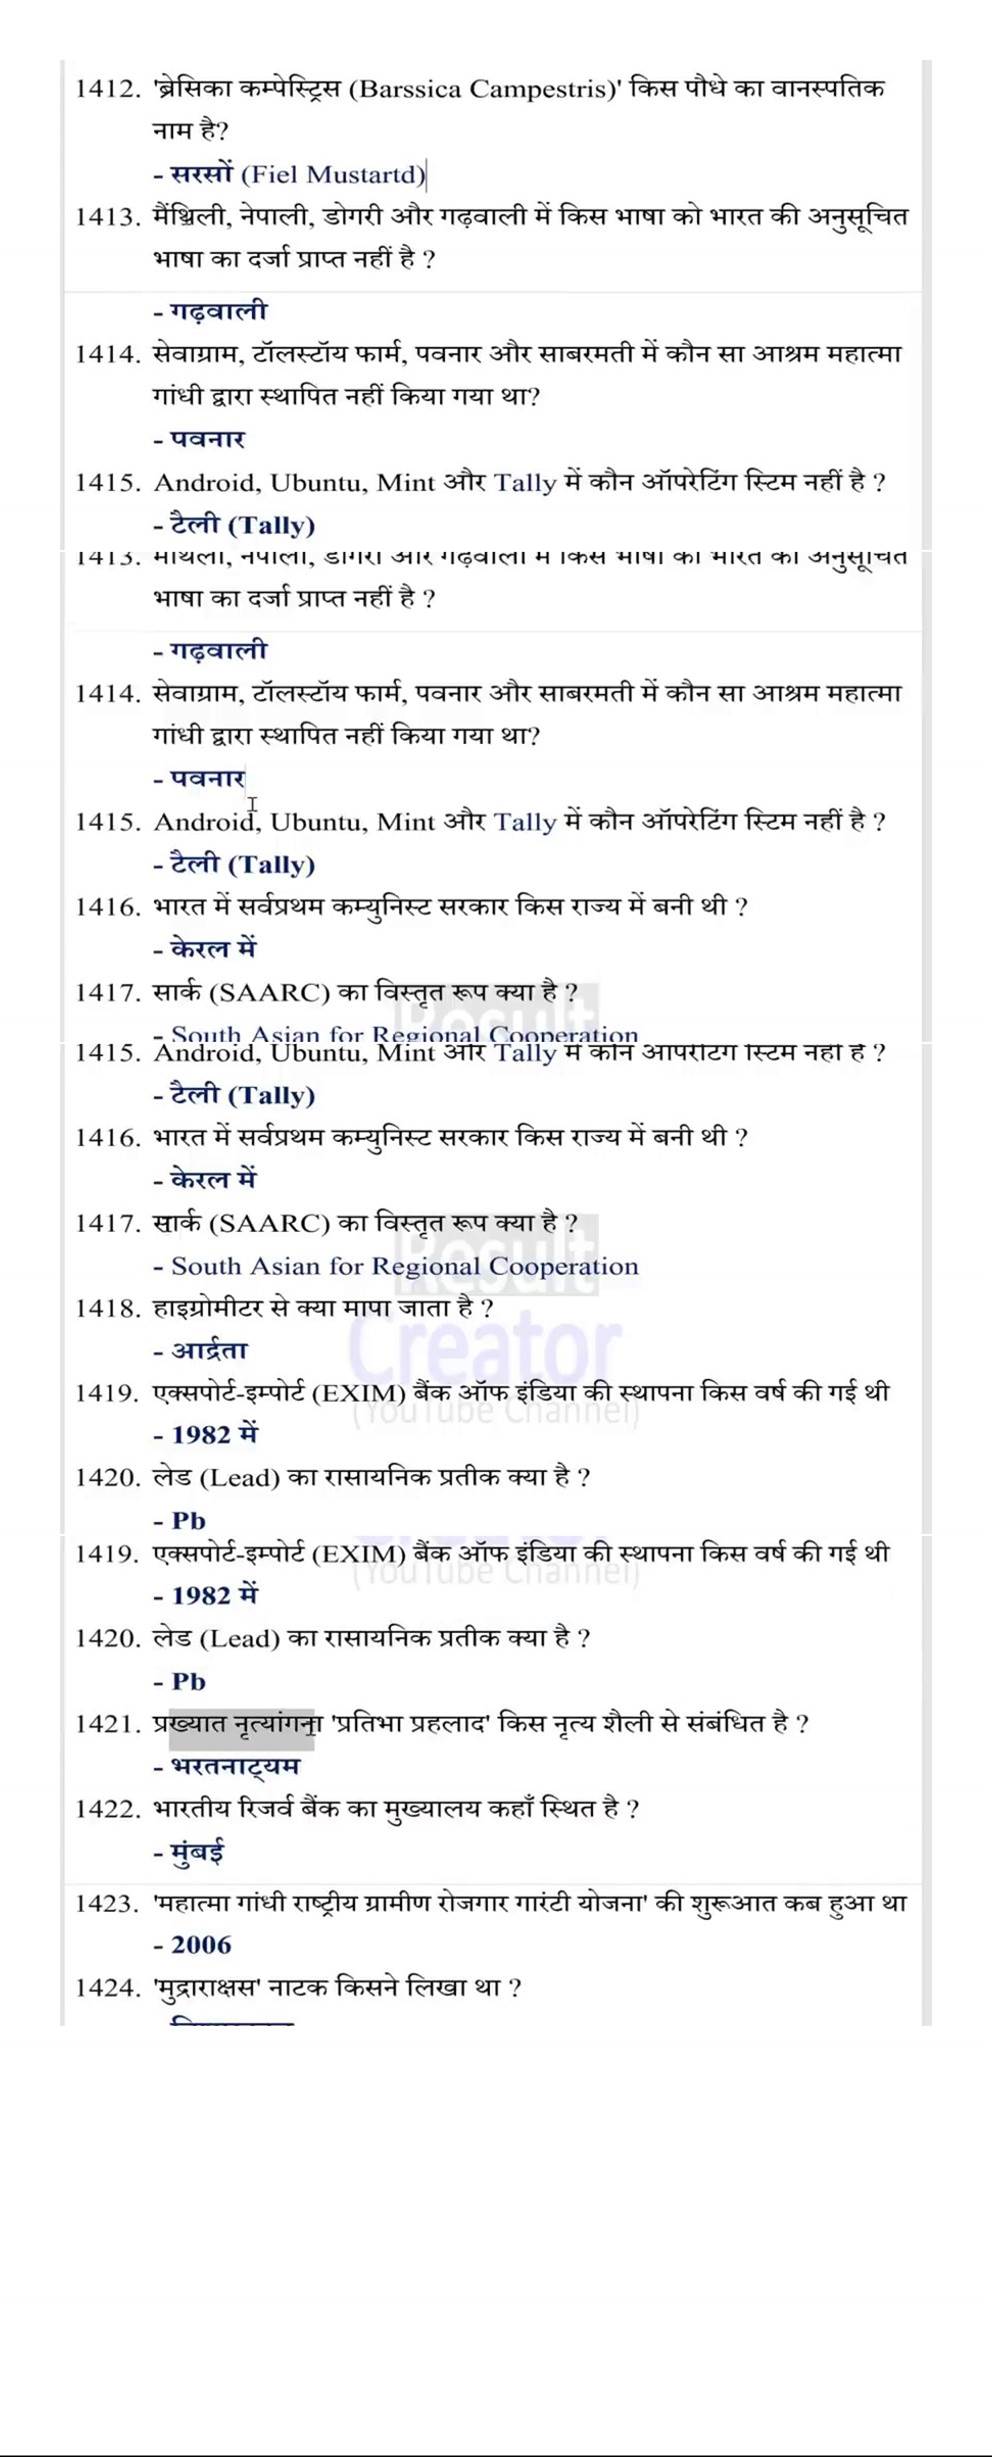 1412. 'ब्रेसिका कम्पेस्ट्रिस (Barssica Campestris)' किस पौधे का वानस्पतिक
नाम है?
- सरसों (Fiel Mustartd)
1413. मैंथिली, नेपाली, डोगरी और गढ़वाली में किस भाषा को भारत की अनुसूचित
भाषा का दर्जा प्राप्त नहीं है ?
- गढ़वाली
1414. सेवाग्राम, टॉलस्टॉय फार्म, पवनार और साबरमती में कौन सा आश्रम महात्मा
गांधी द्वारा स्थापित नहीं किया गया था?
- पवनार
1415. Android, Ubuntu, Mint और Tally में कौन ऑपरेटिंग स्टिम नहीं है ?
- टैली (Tally)
1413. मैथिली, नेपाली, डोगरी और गढ़वाली में किस भाषा को भारत की अनुसूचित
भाषा का दर्जा प्राप्त नहीं है ?
- गढ़वाली
1414. सेवाग्राम, टॉलस्टॉय फार्म, पवनार और साबरमती में कौन सा आश्रम महात्मा
गांधी द्वारा स्थापित नहीं किया गया था?
- पवनार
1415. Android, Ubuntu, Mint और Tally में कौन ऑपरेटिंग स्टिम नहीं है ?
- टैली (Tally)
1416. भारत में सर्वप्रथम कम्युनिस्ट सरकार किस राज्य में बनी थी ?
- केरल में
1417. सार्क (SAARC) का विस्तृत रूप क्या है ?
- South Asian for Regional Cooperation
1415. Android, Ubuntu, Mint और Tally में कौन ऑपरेटिंग स्टिम नहीं है ?
- टैली (Tally)
1416. भारत में सर्वप्रथम कम्युनिस्ट सरकार किस राज्य में बनी थी ?
- केरल में
1417. सार्क (SAARC) का विस्तृत रूप क्या है ?
Result
- South Asian for Regional Cooperation
1418. हाइग्रोमीटर से क्या मापा जाता है ?
Creator
- आर्द्रता
1419. एक्सपोर्ट-इम्पोर्ट (EXIM) बैंक ऑफ इंडिया की स्थापना किस वर्ष की गई थी
(YouTube Channel)
- 1982 में
1420. लेड (Lead) का रासायनिक प्रतीक क्या है ?
- Pb
1419. एक्सपोर्ट-इम्पोर्ट (EXIM) बैंक ऑफ इंडिया की स्थापना किस वर्ष की गई थी
(YouTube Channel)
- 1982 में
1420. लेड (Lead) का रासायनिक प्रतीक क्या है ?
- Pb
1421. प्रख्यात नृत्यांगना 'प्रतिभा प्रहलाद' किस नृत्य शैली से संबंधित है ?
- भरतनाट्यम
1422. भारतीय रिजर्व बैंक का मुख्यालय कहाँ स्थित है ?
- मुंबई
1423. 'महात्मा गांधी राष्ट्रीय ग्रामीण रोजगार गारंटी योजना' की शुरूआत कब हुआ था
- 2006
1424. 'मुद्राराक्षस' नाटक किसने लिखा था ?